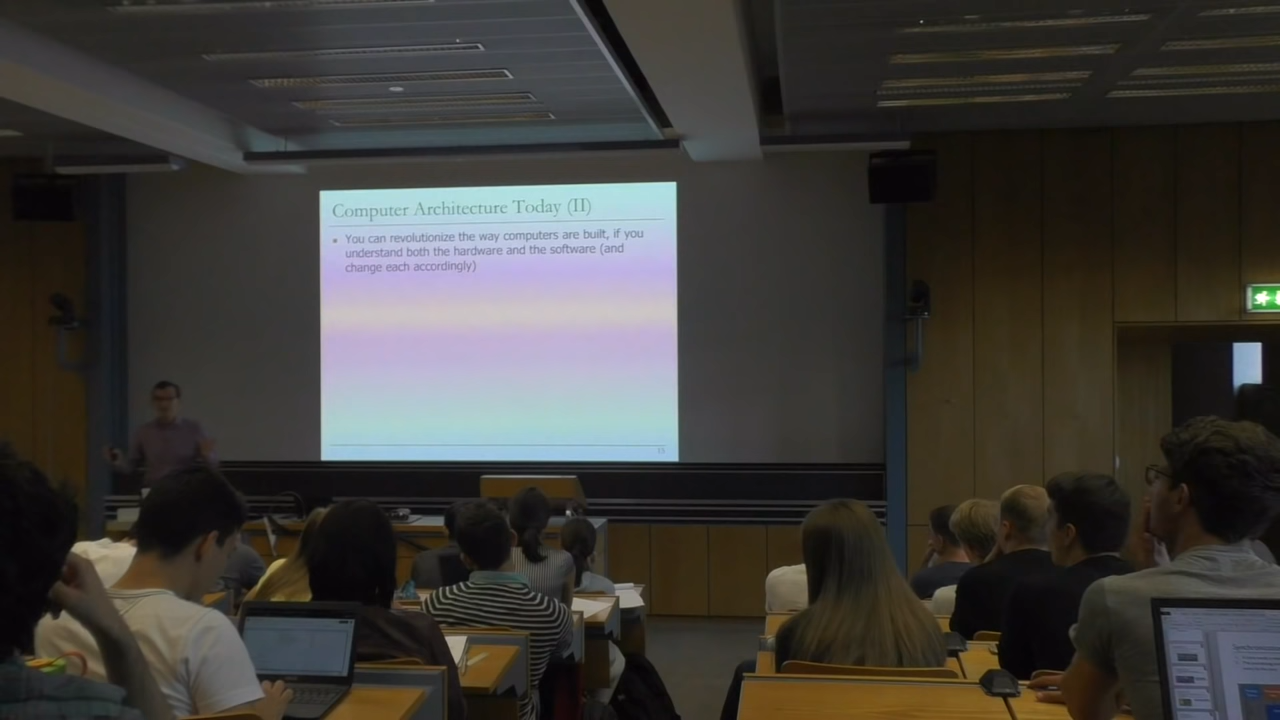 Computer Architecture Today (II)
You can revolutionize the way computers are built, if you
understand both the hardware and the software (and
change each accordingly)